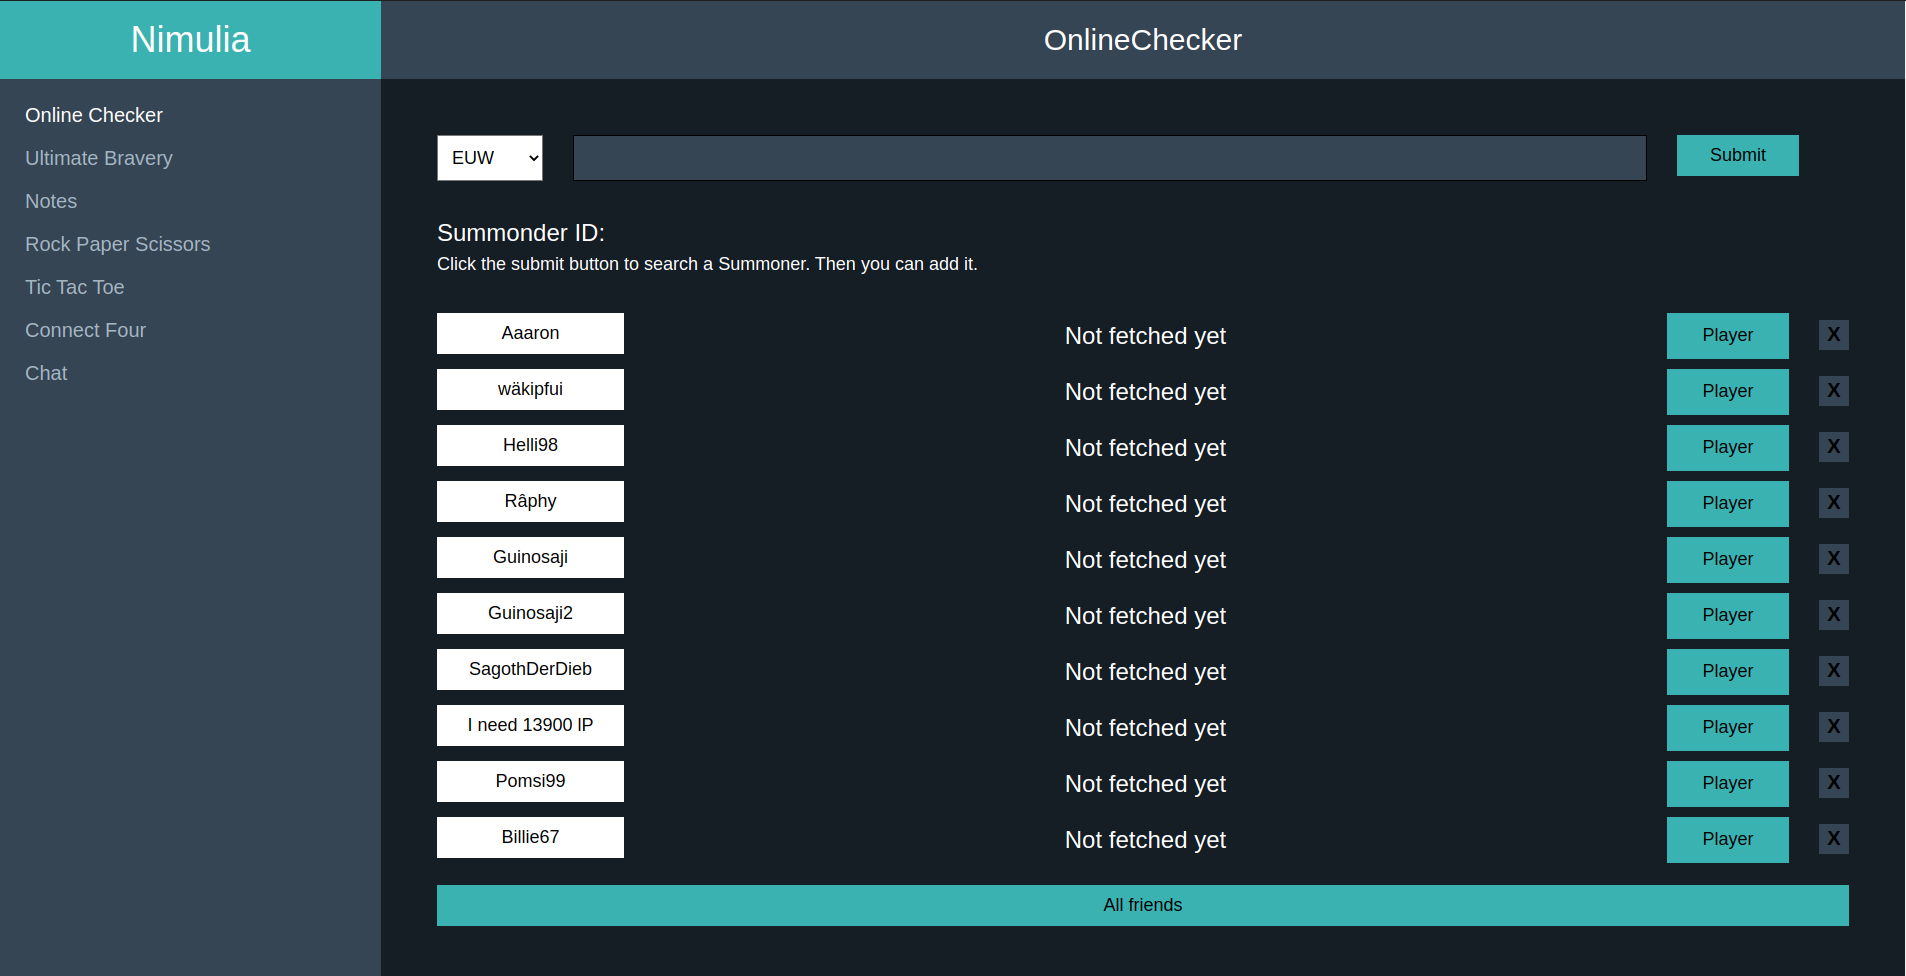 Nimulia
OnlineChecker
Online Checker
Ultimate Bravery
Notes
Rock Paper Scissors
Tic Tac Toe
Connect Four
Chat
EUW
Submit
Summonder ID:
Click the submit button to search a Summoner. Then you can add it.
Aaaron Not fetched yet Player X
wäkipfui Not fetched yet Player X
Helli98 Not fetched yet Player X
Râphy Not fetched yet Player X
Guinosaji Not fetched yet Player X
Guinosaji2 Not fetched yet Player X
SagothDerDieb Not fetched yet Player X
I need 13900 lP Not fetched yet Player X
Pomsi99 Not fetched yet Player X
Billie67 Not fetched yet Player X
All friends